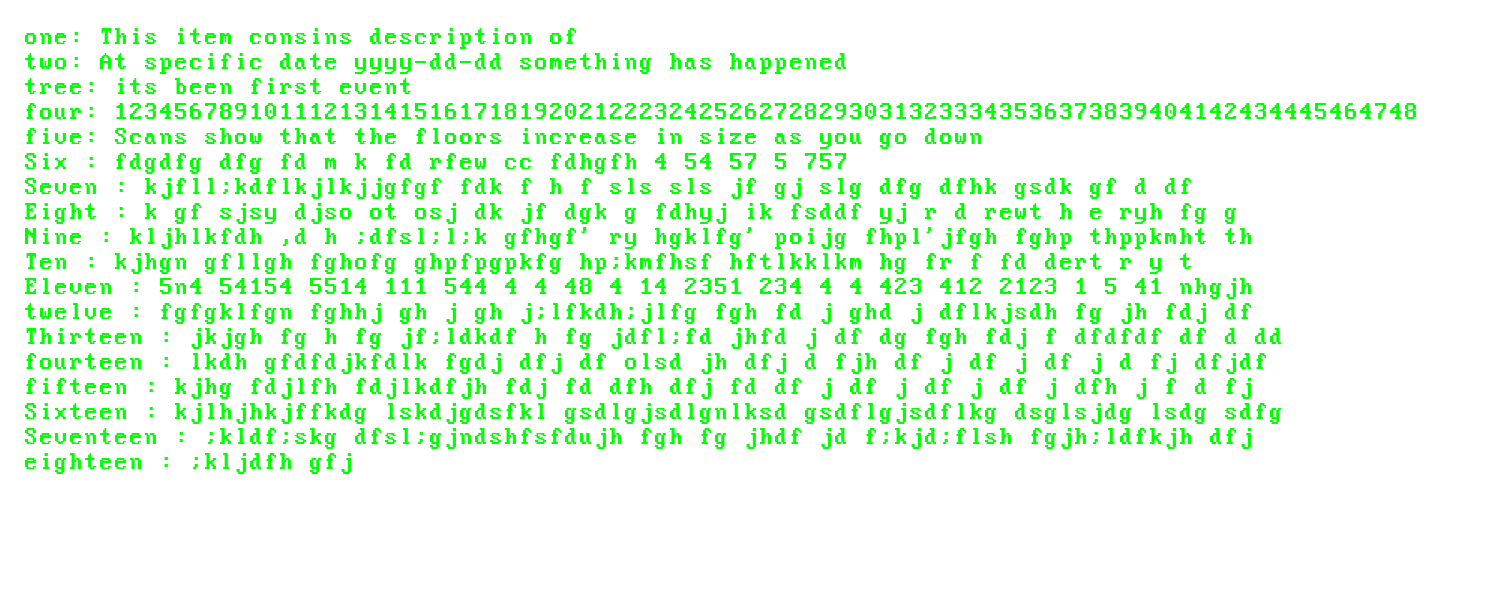 one: This item consins description of
two: At specific date yyyy-dd-dd something has happened
tree: its been first event
four: 123456789101112131415161718192021222324252627282930313233343536373839404142434445464748
five: Scans show that the floors increase in size as you go down
Six : fdgdfg dfg fd m k fd rfew cc fdhgfh 4 54 57 5 757
Seven : kjfll;kdflkjlkjjgfgf fdk f h f sls sls jf gj slg dfg dfhk gsdk gf d df
Eight : k gf sjsy djso ot osj dk jf dgk g fdhyj ik fsddf yj r d rewt h e ryh fg g
Nine : kljhlkfdh ,d h ;dfsl;l;k gfhgf' ry hgklfg' poijg fhpl'jfgh fghp thppkmht th
Ten : kjhgn gfllgh fghofg ghpfpgpkfg hp;kmfhsf hftlkklkm hg fr f fd dert r y t
Eleven : 5n4 54154 5514 111 544 4 4 48 4 14 2351 234 4 4 423 412 2123 1 5 41 nhgjh
twelve : fgfgklfgn fghhj gh j gh j;lfkdh;jlfg fgh fd j ghd j dflkjsdh fg jh fdj df
Thirteen : jkjgh fg h fg jf;ldkdf h fg jdfl;fd jhfd j df dg fgh fdj f dfdfdf df d dd
fourteen : lkdh gfdfdjkfdlk fgdj dfj df olsd jh dfj d fjh df j df j df j d fj dfjdf
fifteen : kjhg fdjlfh fdjlkdfjh fdj fd dfh dfj fd df j df j df j df j dfh j f d fj
Sixteen : kjlhjhkjffkdg lskdjgdsfkl gsdlgjsdlgnlksd gsdflgjsdflkg dsglsjdg lsdg sdfg
Seventeen : ;kldf;skg dfsl;gjndshfsfdujh fgh fg jhdf jd f;kjd;flsh fgjh;ldfkjh dfj
eighteen : ;kljdfh gfj